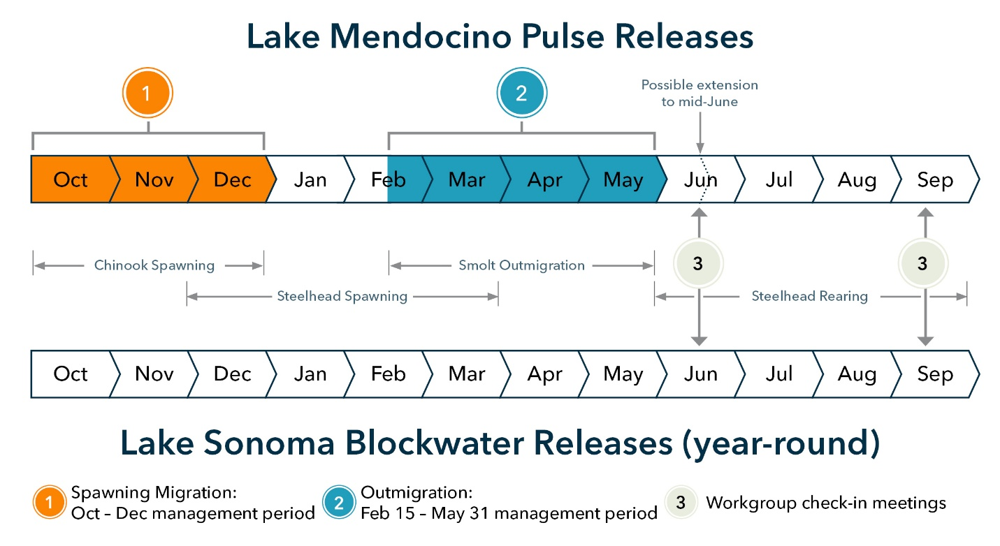 Lake Mendocino Pulse Releases
1
2
Possible extension
to mid-June
Oct Nov Dec Jan Feb Mar Apr May Jun Jul Aug Sep
Chinook Spawning
Smolt Outmigration
3
3
Steelhead Spawning
Steelhead Rearing
Oct Nov Dec Jan Feb Mar Apr May Jun Jul Aug Sep
Lake Sonoma Blockwater Releases (year-round)
1 Spawning Migration:
Oct – Dec management period
2 Outmigration:
Feb 15 – May 31 management period
3 Workgroup check-in meetings